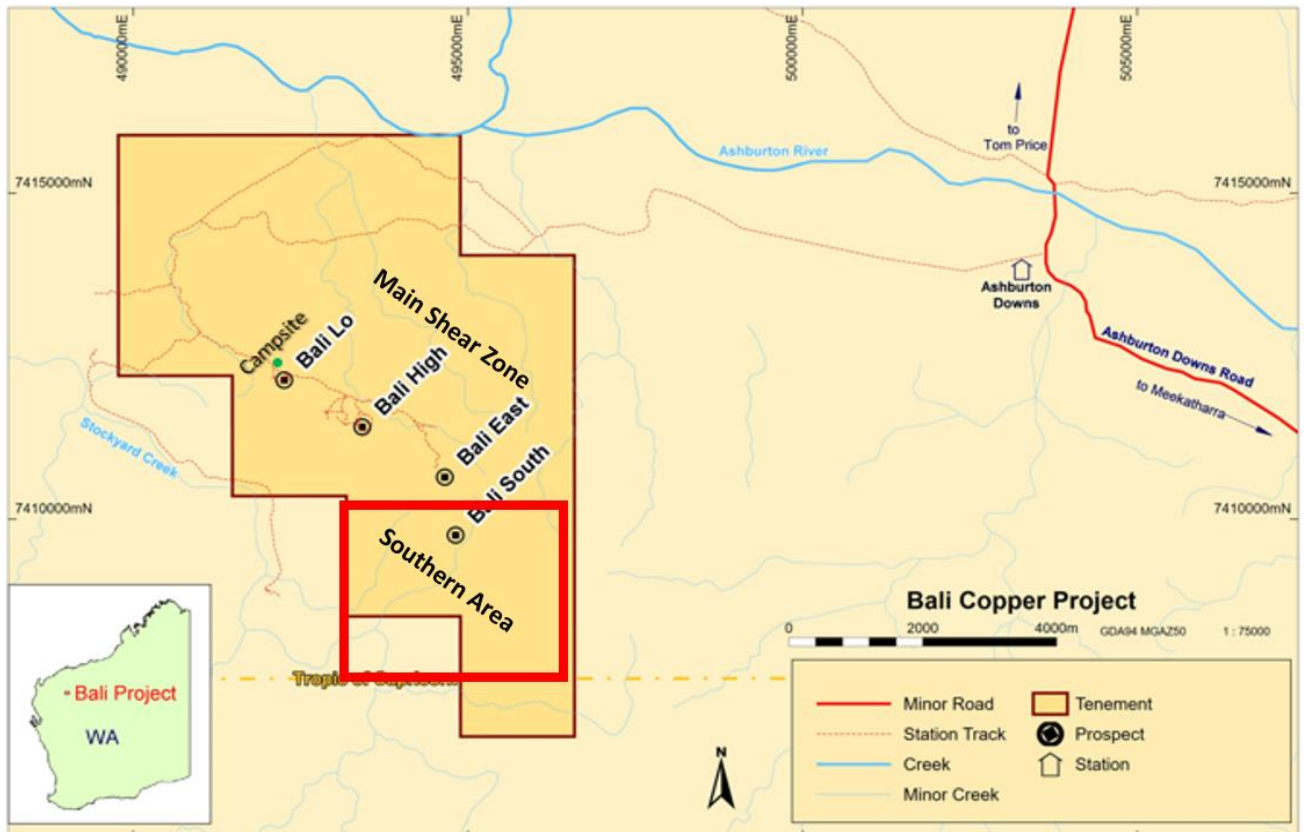 490000mE
495000mE
500000mE
505000mE
to
Tom Price
Ashburton River
7415000mN
7415000mN
Ashburton
Downs
Main Shear Zone
Campsite
Bali Lo
Bali High
Bali East
Bali South
Ashburton Downs Road
to Meekatharra
Stockyard Creek
7410000mN
7410000mN
Southern Area
Tropic of Capricorn
Bali Project
WA
Bali Copper Project
0
2000
4000m
GDA94 MGAZ50
1 : 75000
N
Minor Road
Station Track
Creek
Minor Creek
Tenement
Prospect
Station